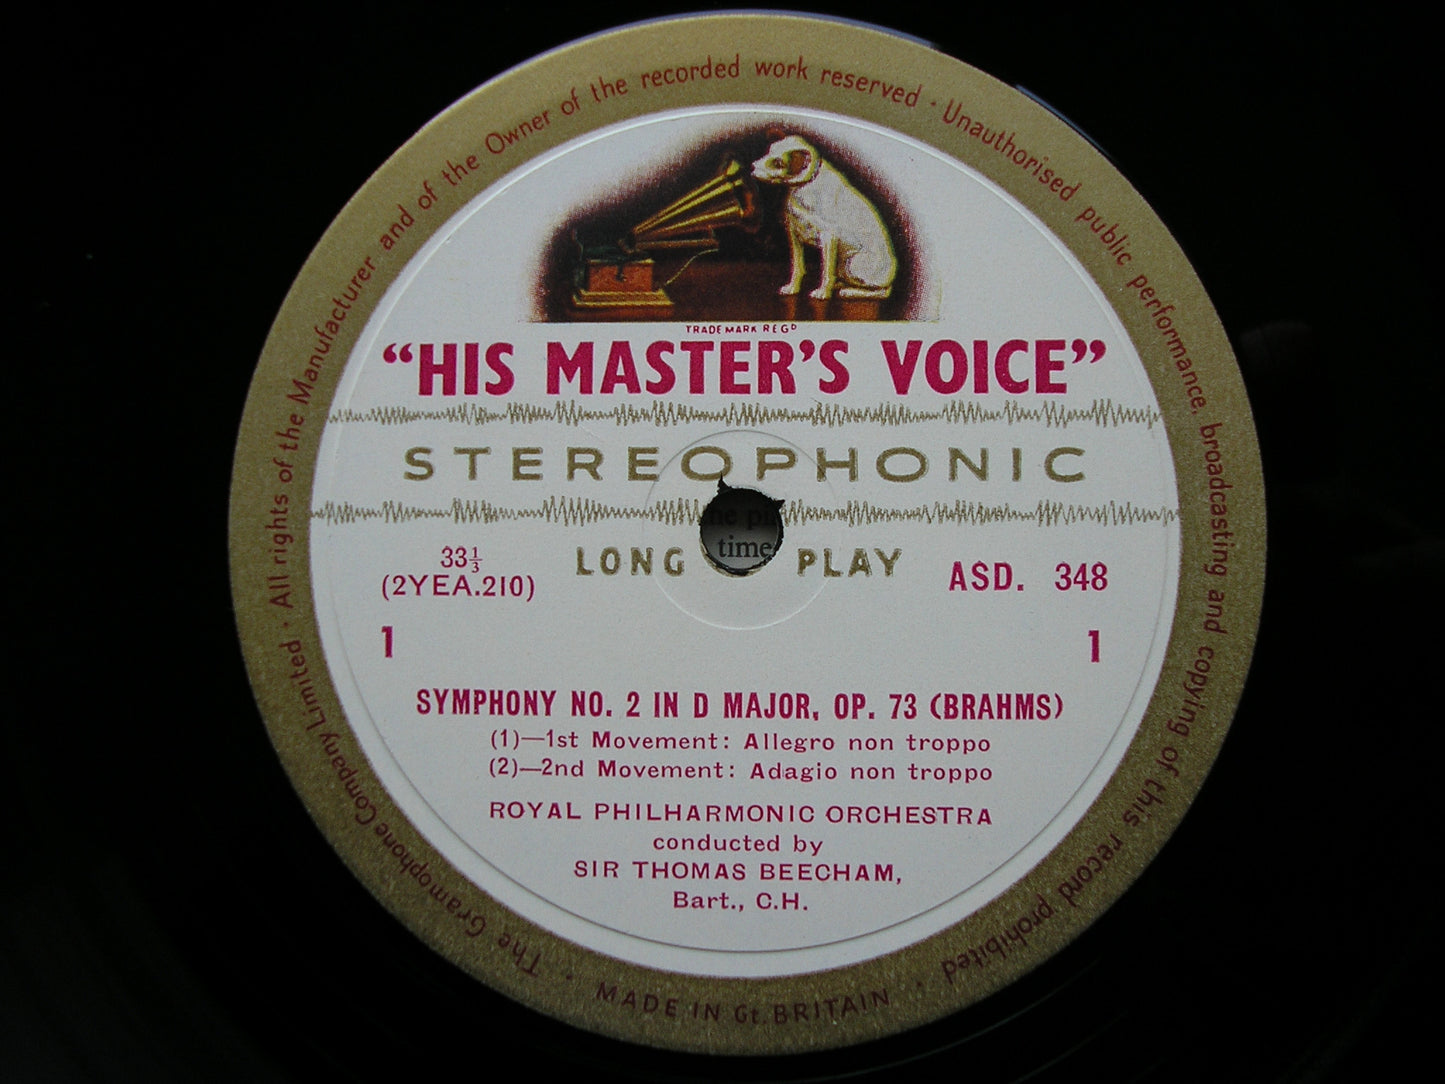 All rights of the Manufacturer and of the Owner of the recorded work reserved · Unauthorised public performance, broadcasting and copying of this record prohibited ·
TRADE MARK REGD
“HIS MASTER'S VOICE”
STEREOPHONIC
he pi
time
33⅓ LONG PLAY ASD. 348
(2YEA.210)
1 1
SYMPHONY NO. 2 IN D MAJOR, OP. 73 (BRAHMS)
(1)—1st Movement: Allegro non troppo
(2)—2nd Movement: Adagio non troppo
ROYAL PHILHARMONIC ORCHESTRA
conducted by
SIR THOMAS BEECHAM,
Bart., C.H.
The Gramophone Company Limited ·
MADE IN Gt. BRITAIN